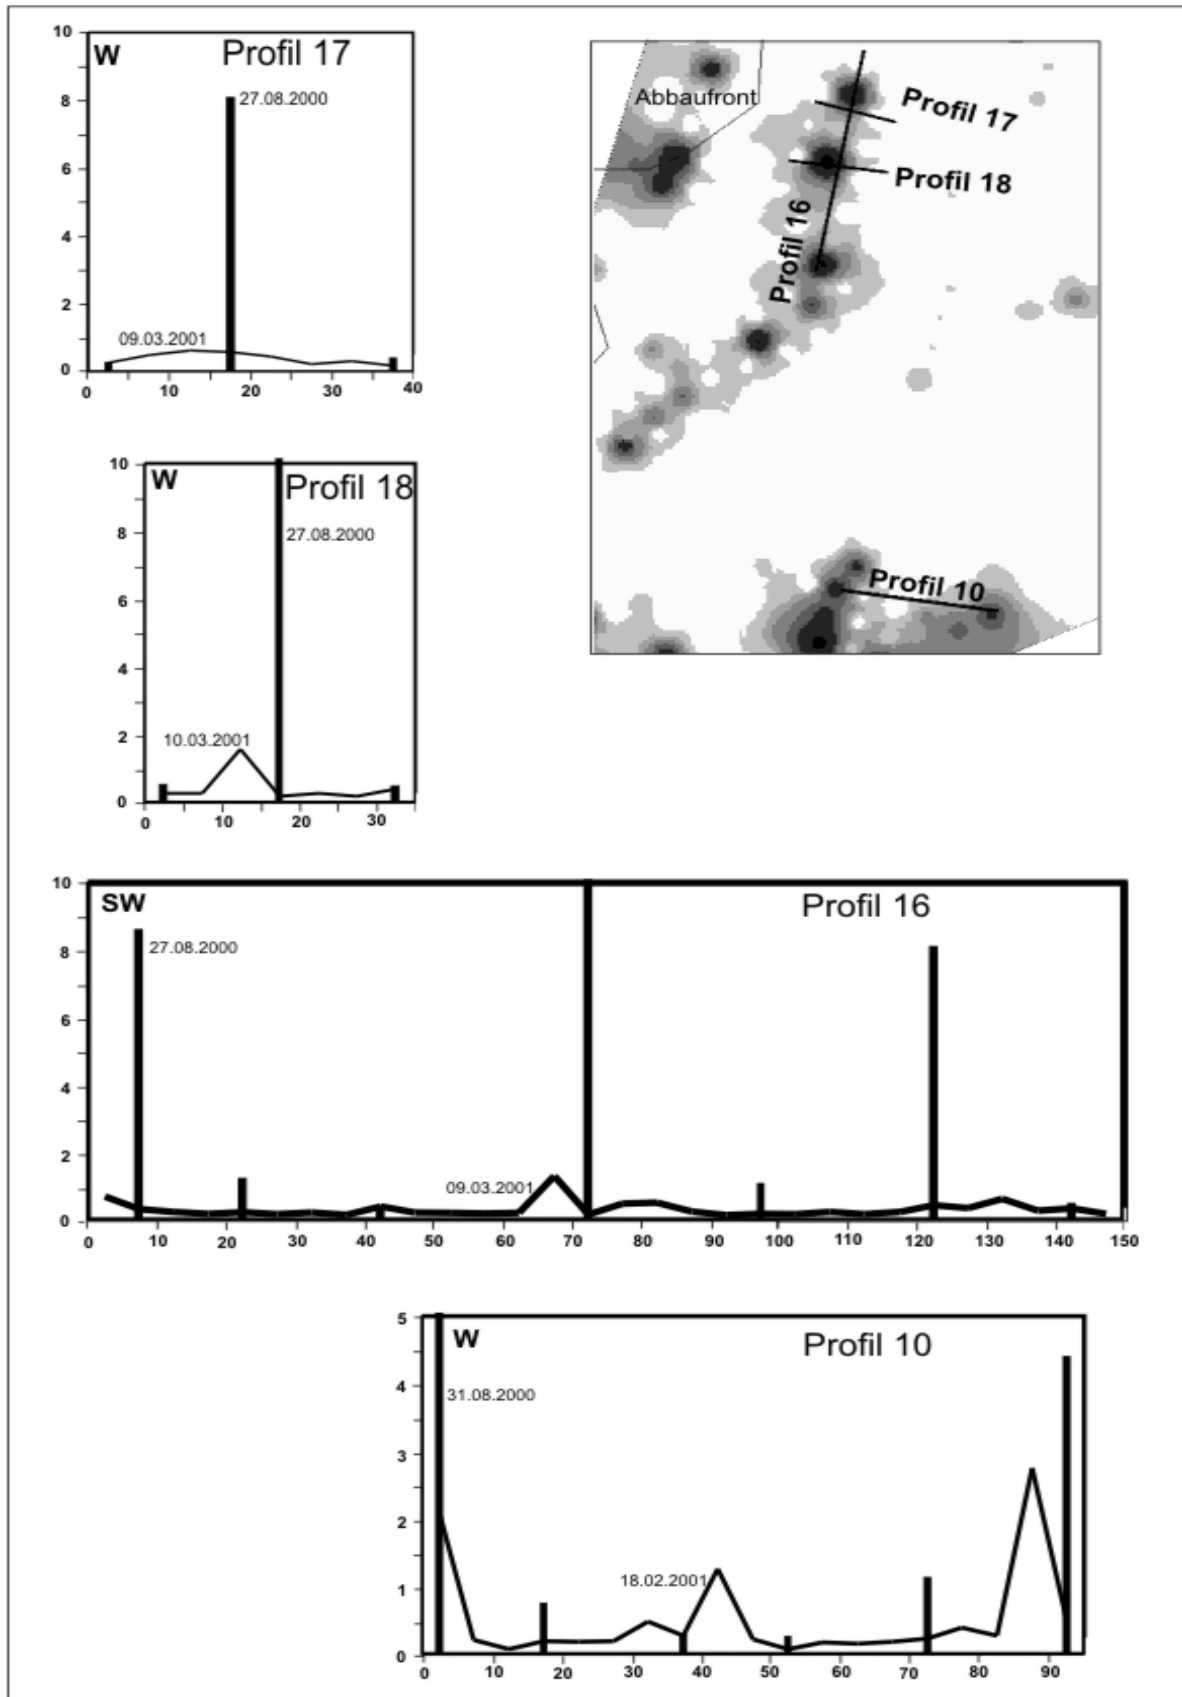 10
W
Profil 17
27.08.2000
8
6
4
2
09.03.2001
0
0 10 20 30 40
Abbaufront
Profil 17
Profil 18
Profil 16
Profil 10
10
W
Profil 18
27.08.2000
8
6
4
2
10.03.2001
0
0 10 20 30
10
SW
Profil 16
27.08.2000
8
6
4
2
09.03.2001
0
0 10 20 30 40 50 60 70 80 90 100 110 120 130 140 150
5
W
Profil 10
4
31.08.2000
3
2
1
18.02.2001
0
0 10 20 30 40 50 60 70 80 90